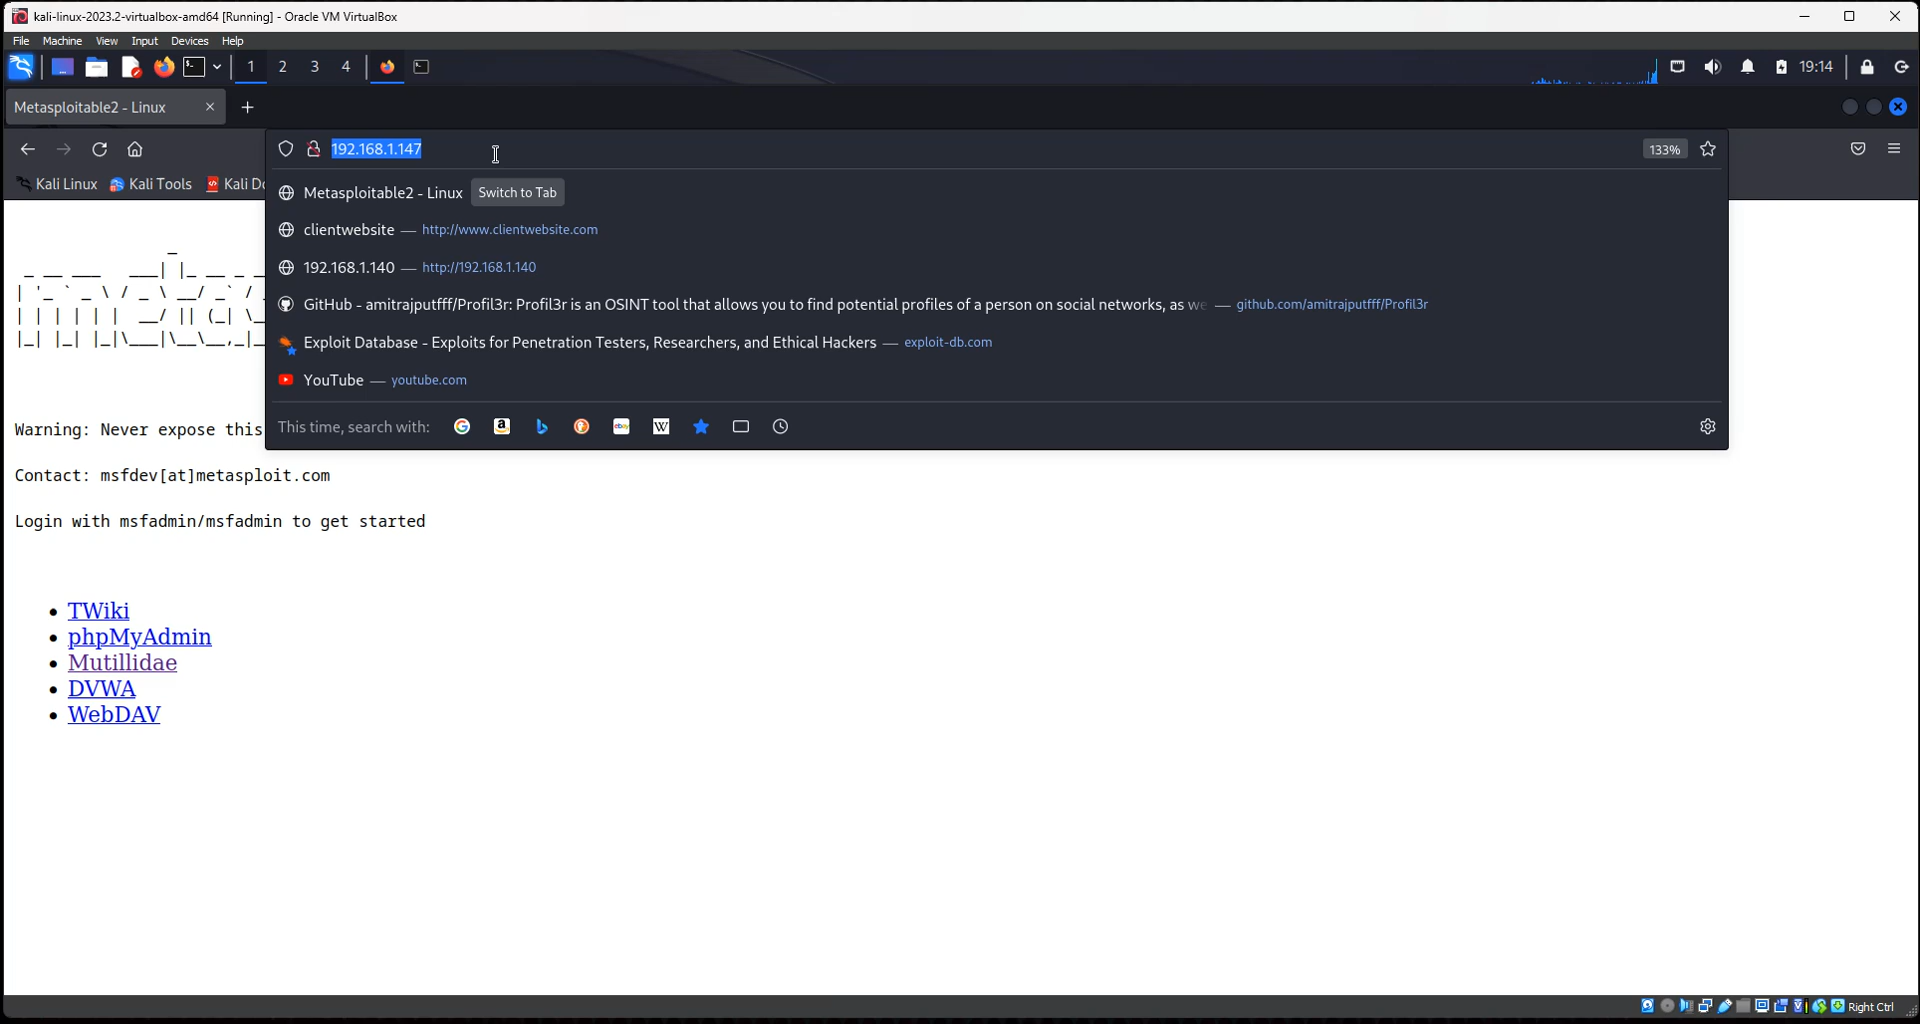 kali-linux-2023.2-virtualbox-amd64 [Running] - Oracle VM VirtualBox
File Machine View Input Devices Help
1 2 3 4 19:14
Metasploitable2 - Linux
192.168.1.147 133%
Kali Linux Kali Tools Kali Do
Metasploitable2 - Linux Switch to Tab
clientwebsite — http://www.clientwebsite.com
192.168.1.140 — http://192.168.1.140
GitHub - amitrajputfff/Profil3r: Profil3r is an OSINT tool that allows you to find potential profiles of a person on social networks, as we — github.com/amitrajputfff/Profil3r
Exploit Database - Exploits for Penetration Testers, Researchers, and Ethical Hackers — exploit-db.com
YouTube — youtube.com
This time, search with:
Warning: Never expose this
Contact: msfdev[at]metasploit.com
Login with msfadmin/msfadmin to get started
TWiki
phpMyAdmin
Mutillidae
DVWA
WebDAV
Right Ctrl